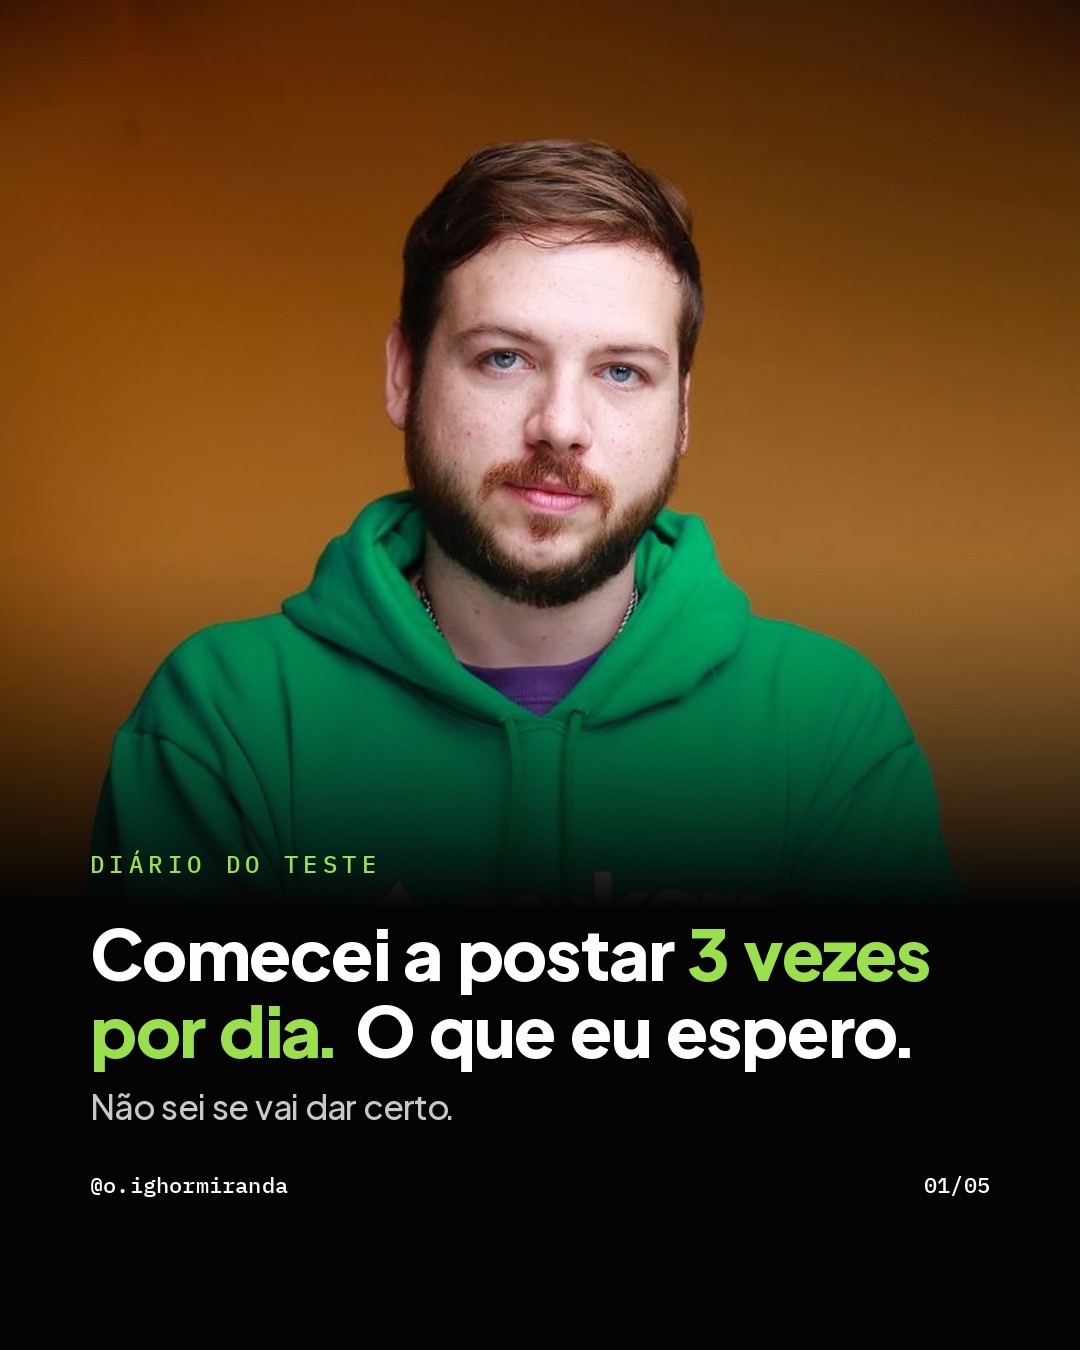 DIÁRIO DO TESTE
Comecei a postar 3 vezes
por dia. O que eu espero.
Não sei se vai dar certo.
@o.ighormiranda
01/05